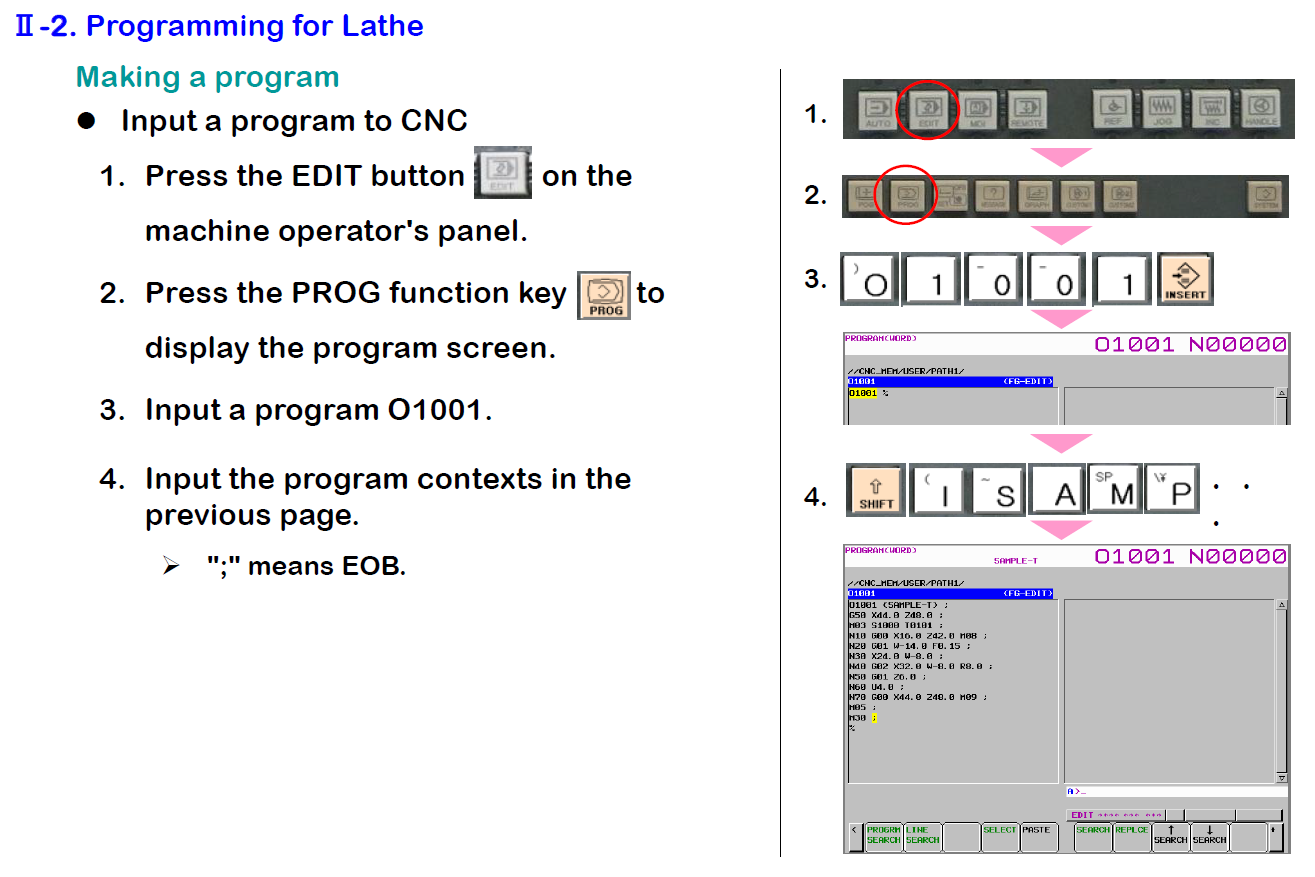 Ⅱ-2. Programming for Lathe
Making a program
● Input a program to CNC
1. Press the EDIT button EDIT on the
machine operator's panel.
2. Press the PROG function key PROG to
display the program screen.
3. Input a program O1001.
4. Input the program contexts in the
previous page.
➢ ";" means EOB.
1. AUTO EDIT MDI REMOTE REF JOG INC HANDLE
2. POS PROG MESSAGE GRAPH CUSTOM1 CUSTOM2 SYSTEM
3. ) O 1 ¯ 0 ¯ 0 1 INSERT
PROGRAM(WORD) O1001 N00000
//CNC_MEM/USER/PATH1/
O1001 (FG-EDIT)
O1001 %
4. ⇧ SHIFT ( I ~ S A SP M \¥ P . . .
PROGRAM(WORD) O1001 N00000
SAMPLE-T
//CNC_MEM/USER/PATH1/
O1001 (FG-EDIT)
O1001 (SAMPLE-T) ;
G50 X44.0 Z48.0 ;
M03 S1000 T0101 ;
N10 G00 X16.0 Z42.0 M08 ;
N20 G01 W-14.0 F0.15 ;
N30 X24.0 W-8.0 ;
N40 G02 X32.0 W-8.0 R8.0 ;
N50 G01 Z6.0 ;
N60 U4.0 ;
N70 G00 X44.0 Z48.0 M09 ;
M05 ;
M30 ;
%
A>_
EDIT **** *** ***
< PROGRM SEARCH LINE SEARCH SELECT PASTE SEARCH REPLCE ↑ SEARCH ↓ SEARCH +